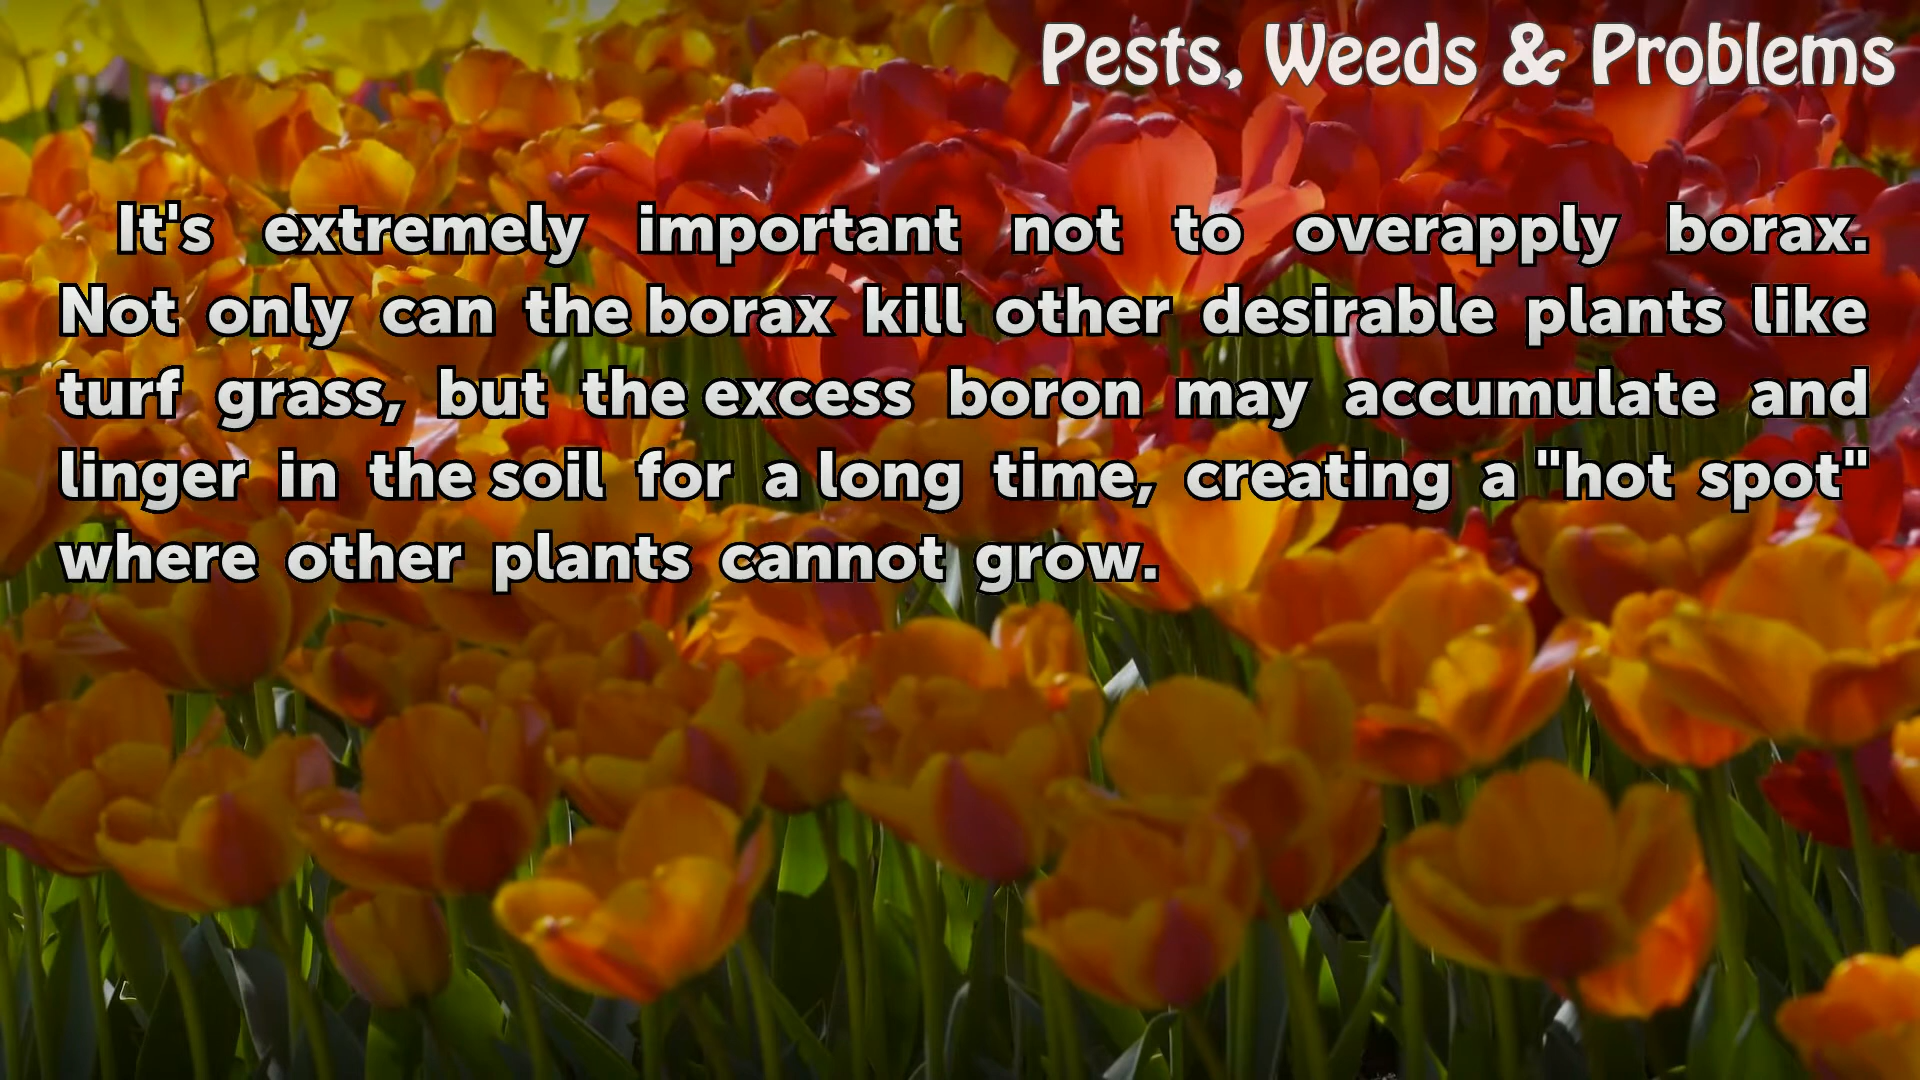 Pests, Weeds & Problems
It's extremely important not to overapply borax.
Not only can the borax kill other desirable plants like
turf grass, but the excess boron may accumulate and
linger in the soil for a long time, creating a "hot spot"
where other plants cannot grow.